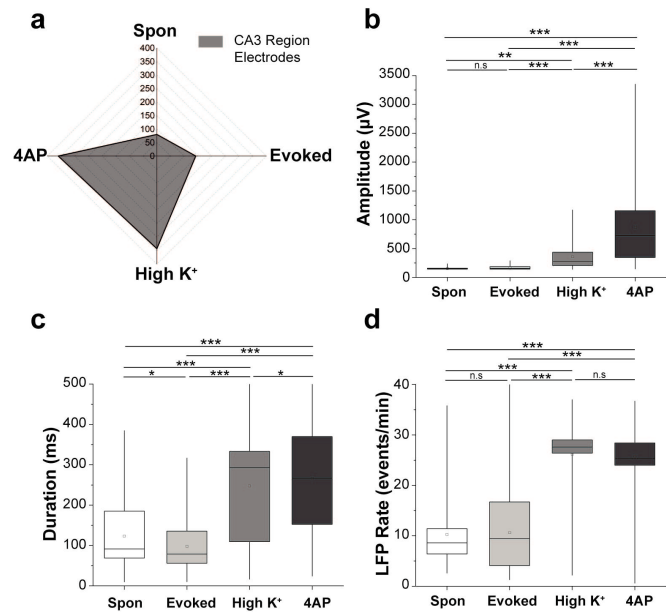 a
Spon
400
350
300
250
200
150
100
50
0
CA3 Region
Electrodes
4AP
Evoked
High K⁺
b
***
***
**
n.s
***
***
Amplitude (µV)
3500
3000
2500
2000
1500
1000
500
0
Spon Evoked High K⁺ 4AP
c
***
***
***
* *** *
Duration (ms)
500
400
300
200
100
0
Spon Evoked High K⁺ 4AP
d
***
***
***
n.s *** n.s
LFP Rate (events/min)
40
30
20
10
0
Spon Evoked High K⁺ 4AP